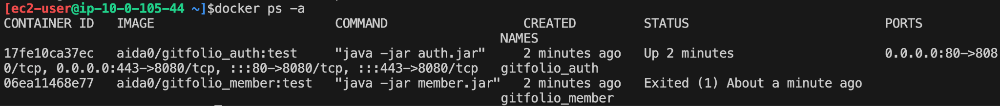 [ec2-user@ip-10-0-105-44 ~]$docker ps -a
CONTAINER ID   IMAGE                        COMMAND                  CREATED         STATUS                          PORTS
                                                                  NAMES
17fe10ca37ec   aida0/gitfolio_auth:test     "java -jar auth.jar"     2 minutes ago   Up 2 minutes                    0.0.0.0:80->808
0/tcp, 0.0.0.0:443->8080/tcp, :::80->8080/tcp, :::443->8080/tcp   gitfolio_auth
06ea11468e77   aida0/gitfolio_member:test   "java -jar member.jar"   2 minutes ago   Exited (1) About a minute ago
                                                                  gitfolio_member